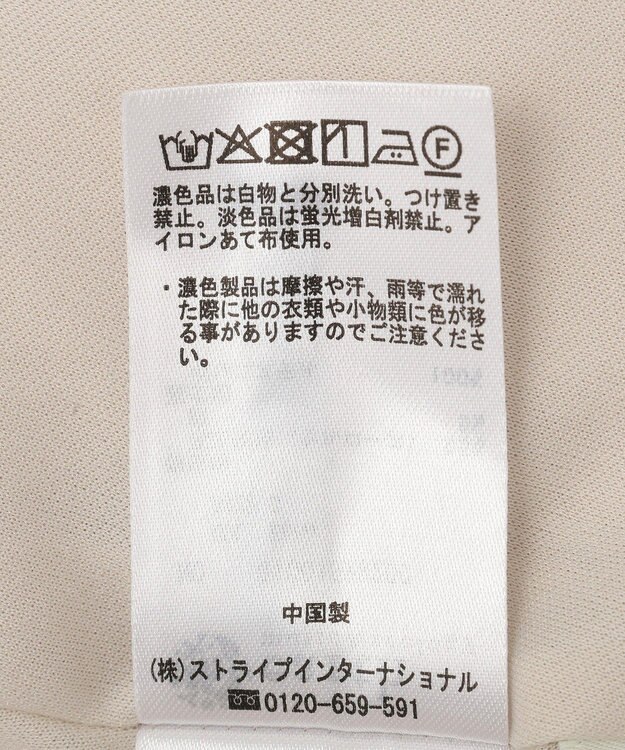 濃色品は白物と分別洗い。つけ置き
禁止。淡色品は蛍光増白剤禁止。ア
イロンあて布使用。
・濃色製品は摩擦や汗、雨等で濡れ
た際に他の衣類や小物類に色が移
る事がありますのでご注意くださ
い。
中国製
(株)ストライプインターナショナル
0120-659-591